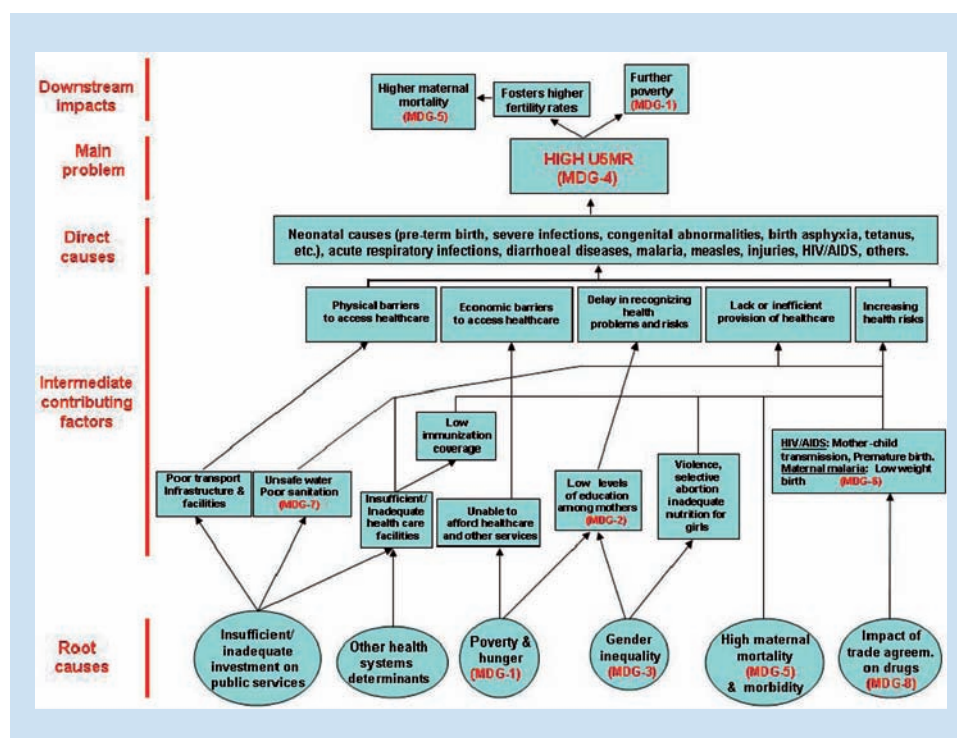 Downstream
impacts
Higher maternal
mortality
(MDG-5)
Fosters higher
fertility rates
Further
poverty
(MDG-1)
Main
problem
HIGH U5MR
(MDG-4)
Direct
causes
Neonatal causes (pre-term birth, severe infections, congenital abnormalities, birth asphyxia, tetanus,
etc.), acute respiratory infections, diarrhoeal diseases, malaria, measles, injuries, HIV/AIDS, others.
Intermediate
contributing
factors
Physical barriers
to access healthcare
Economic barriers
to access healthcare
Delay in recognizing
health
problems and risks
Lack or inefficient
provision of healthcare
Increasing
health risks
Low
immunization
coverage
HIV/AIDS: Mother-child
transmission, Premature birth.
Maternal malaria: Low weight
birth (MDG-6)
Poor transport
Infrastructure &
facilities
Unsafe water
Poor sanitation
(MDG-7)
Insufficient/
Inadequate
health care
facilities
Unable to
afford healthcare
and other services
Low levels
of education
among mothers
(MDG-2)
Violence,
selective
abortion
inadequate
nutrition for
girls
Root
causes
Insufficient/
inadequate
investment on
public services
Other health
systems
determinants
Poverty &
hunger
(MDG-1)
Gender
inequality
(MDG-3)
High maternal
mortality
(MDG-5)
& morbidity
Impact of
trade agreem.
on drugs
(MDG-8)